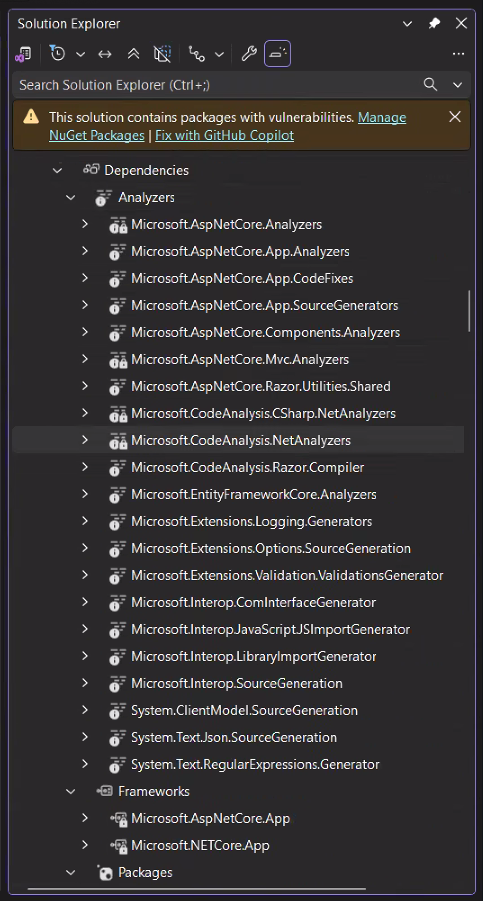 Solution Explorer
Search Solution Explorer (Ctrl+;)
This solution contains packages with vulnerabilities. Manage
NuGet Packages | Fix with GitHub Copilot
Dependencies
Analyzers
Microsoft.AspNetCore.Analyzers
Microsoft.AspNetCore.App.Analyzers
Microsoft.AspNetCore.App.CodeFixes
Microsoft.AspNetCore.App.SourceGenerators
Microsoft.AspNetCore.Components.Analyzers
Microsoft.AspNetCore.Mvc.Analyzers
Microsoft.AspNetCore.Razor.Utilities.Shared
Microsoft.CodeAnalysis.CSharp.NetAnalyzers
Microsoft.CodeAnalysis.NetAnalyzers
Microsoft.CodeAnalysis.Razor.Compiler
Microsoft.EntityFrameworkCore.Analyzers
Microsoft.Extensions.Logging.Generators
Microsoft.Extensions.Options.SourceGeneration
Microsoft.Extensions.Validation.ValidationsGenerator
Microsoft.Interop.ComInterfaceGenerator
Microsoft.Interop.JavaScript.JSImportGenerator
Microsoft.Interop.LibraryImportGenerator
Microsoft.Interop.SourceGeneration
System.ClientModel.SourceGeneration
System.Text.Json.SourceGeneration
System.Text.RegularExpressions.Generator
Frameworks
Microsoft.AspNetCore.App
Microsoft.NETCore.App
Packages